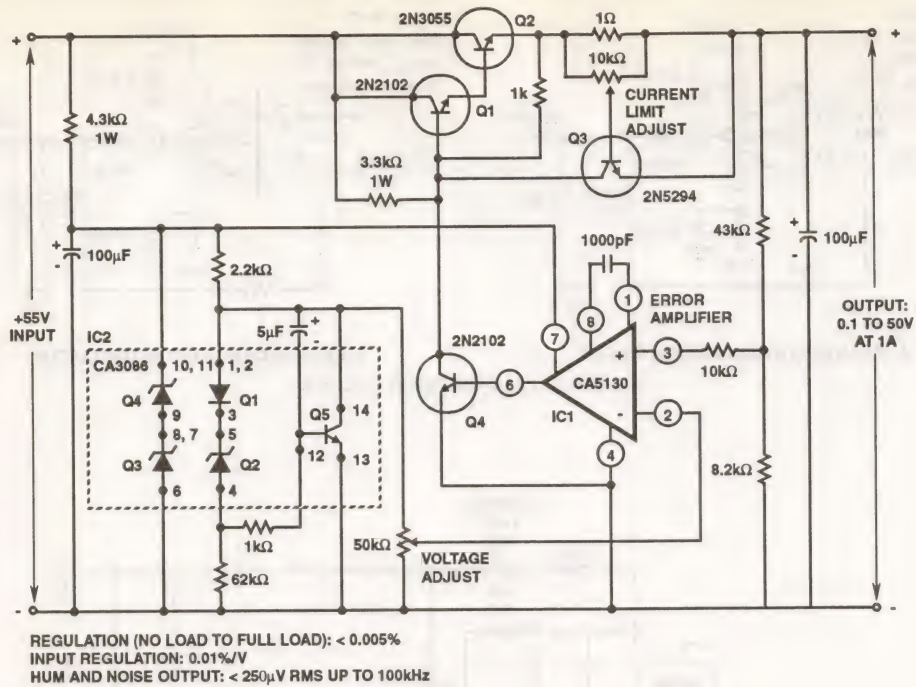 2N3055
Q2
1Ω
+
+
10kΩ
2N2102
Q1
1k
CURRENT
LIMIT
ADJUST
4.3kΩ
1W
Q3
3.3kΩ
1W
2N5294
+
-
100μF
2.2kΩ
1000pF
43kΩ
+
-
100μF
+55V
INPUT
IC2
5μF
+
-
8
1
ERROR
AMPLIFIER
OUTPUT:
0.1 TO 50V
AT 1A
CA3086
10, 11
1, 2
2N2102
7
+
3
10kΩ
Q4
Q1
Q5
14
6
CA5130
9
3
8, 7
5
12
Q4
IC1
-
2
Q3
Q2
13
4
6
4
8.2kΩ
1kΩ
50kΩ
VOLTAGE
ADJUST
62kΩ
-
-
REGULATION (NO LOAD TO FULL LOAD): < 0.005%
INPUT REGULATION: 0.01%/V
HUM AND NOISE OUTPUT: < 250μV RMS UP TO 100kHz